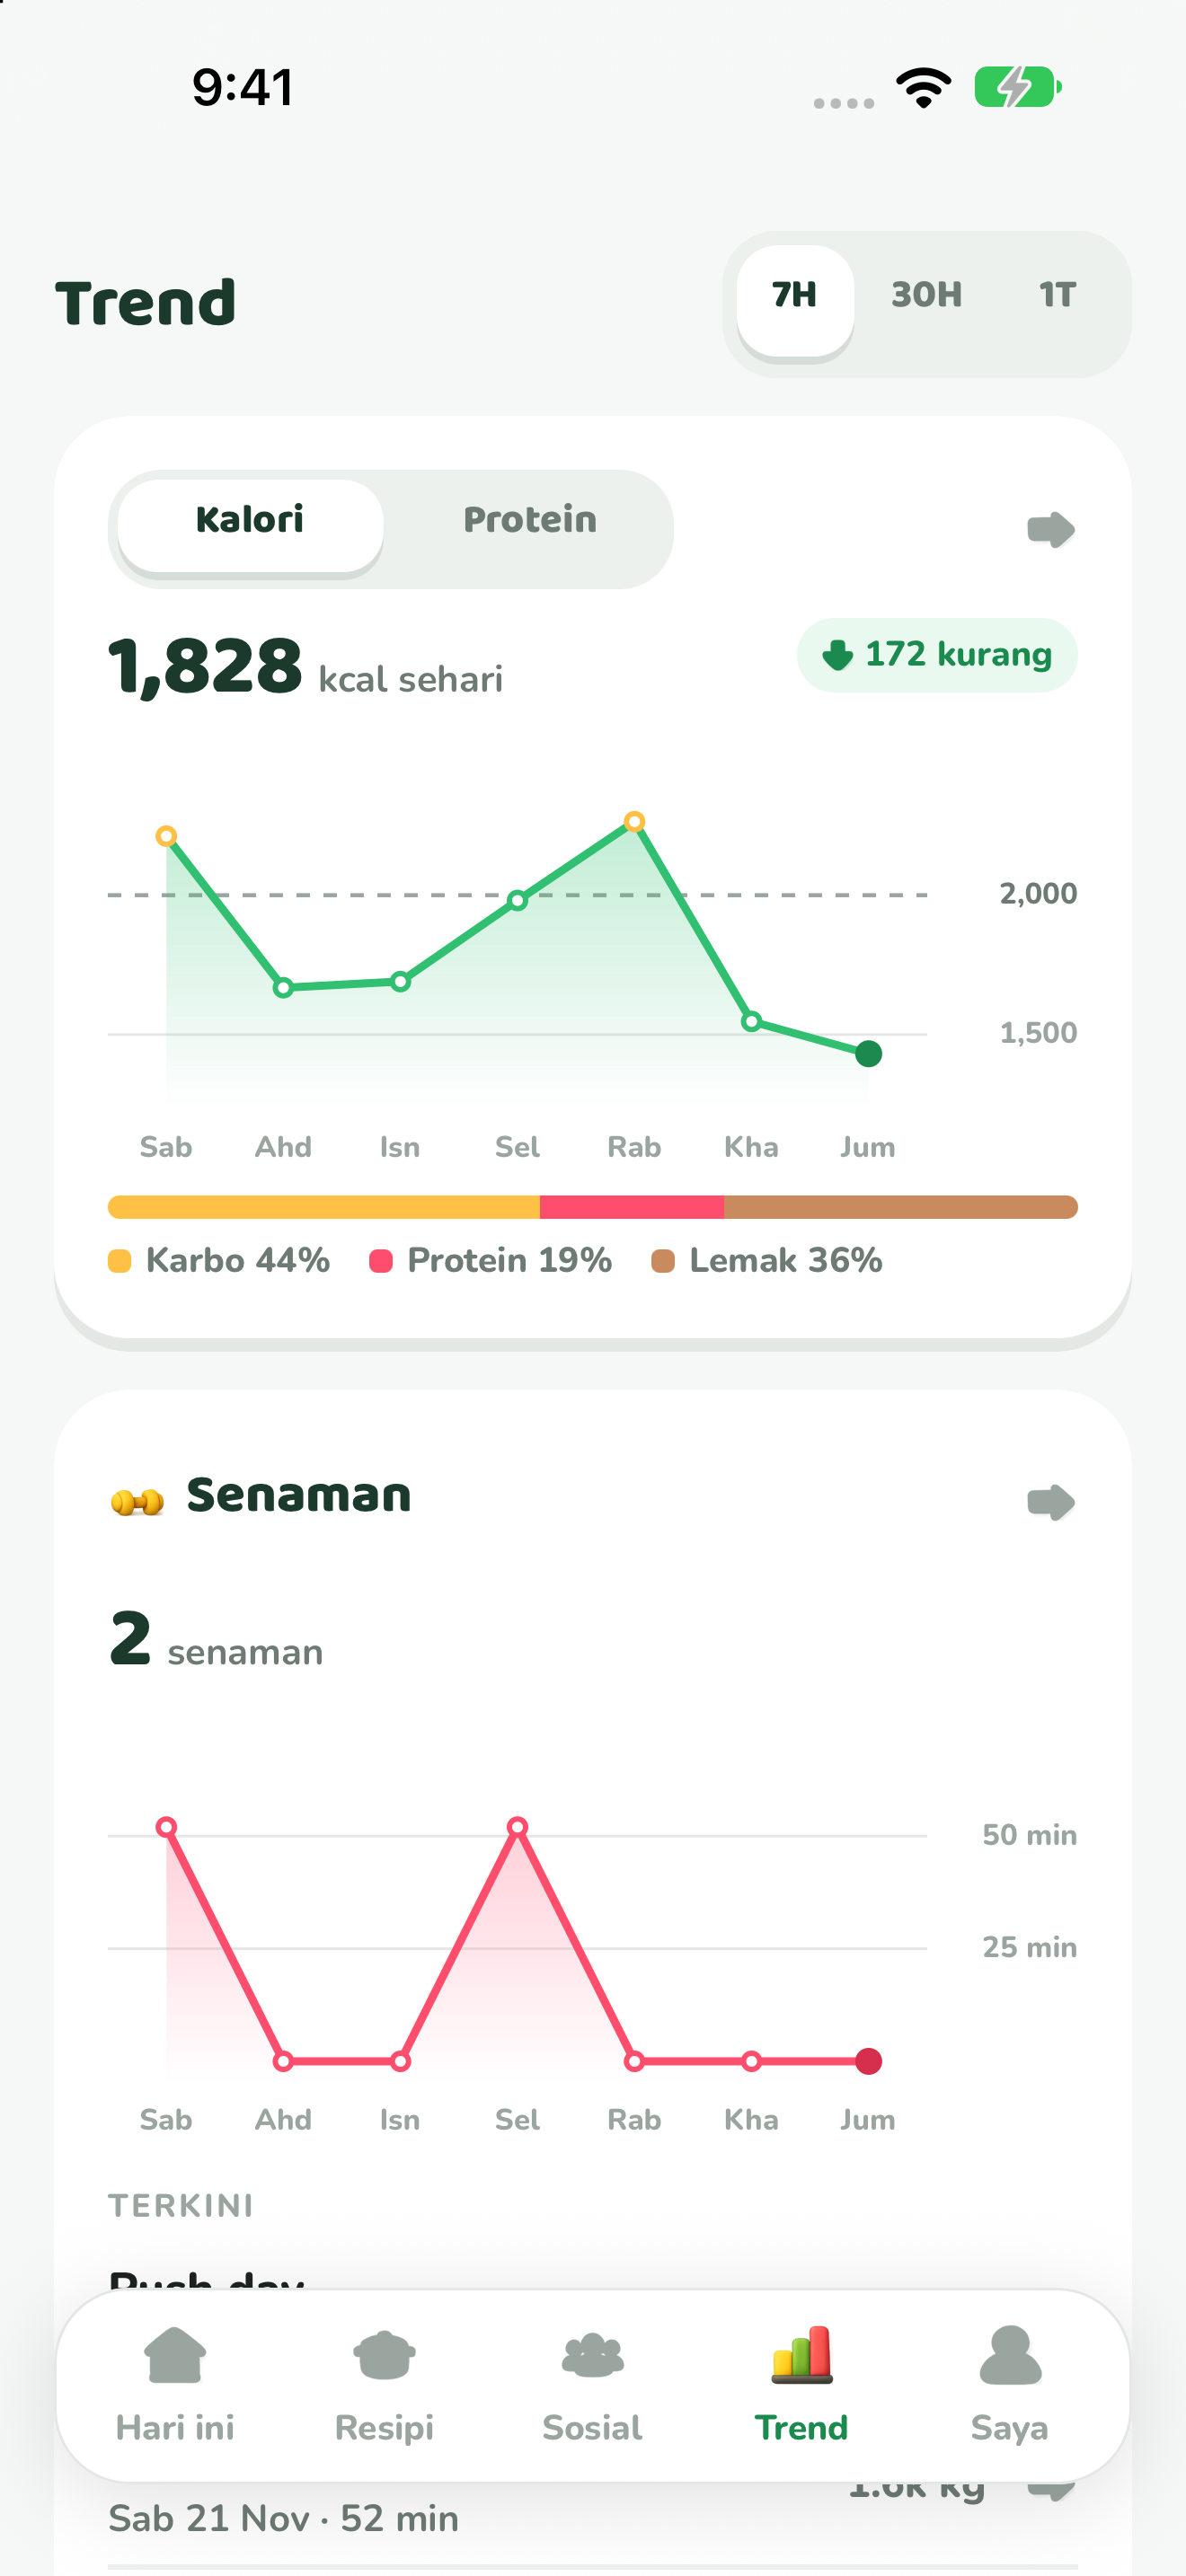 9:41
Trend
7H 30H 1T
Kalori Protein
1,828 kcal sehari
172 kurang
2,000
1,500
Sab Ahd Isn Sel Rab Kha Jum
Karbo 44% Protein 19% Lemak 36%
Senaman
2 senaman
50 min
25 min
Sab Ahd Isn Sel Rab Kha Jum
TERKINI
Push day
Hari ini Resipi Sosial Trend Saya
Sab 21 Nov · 52 min